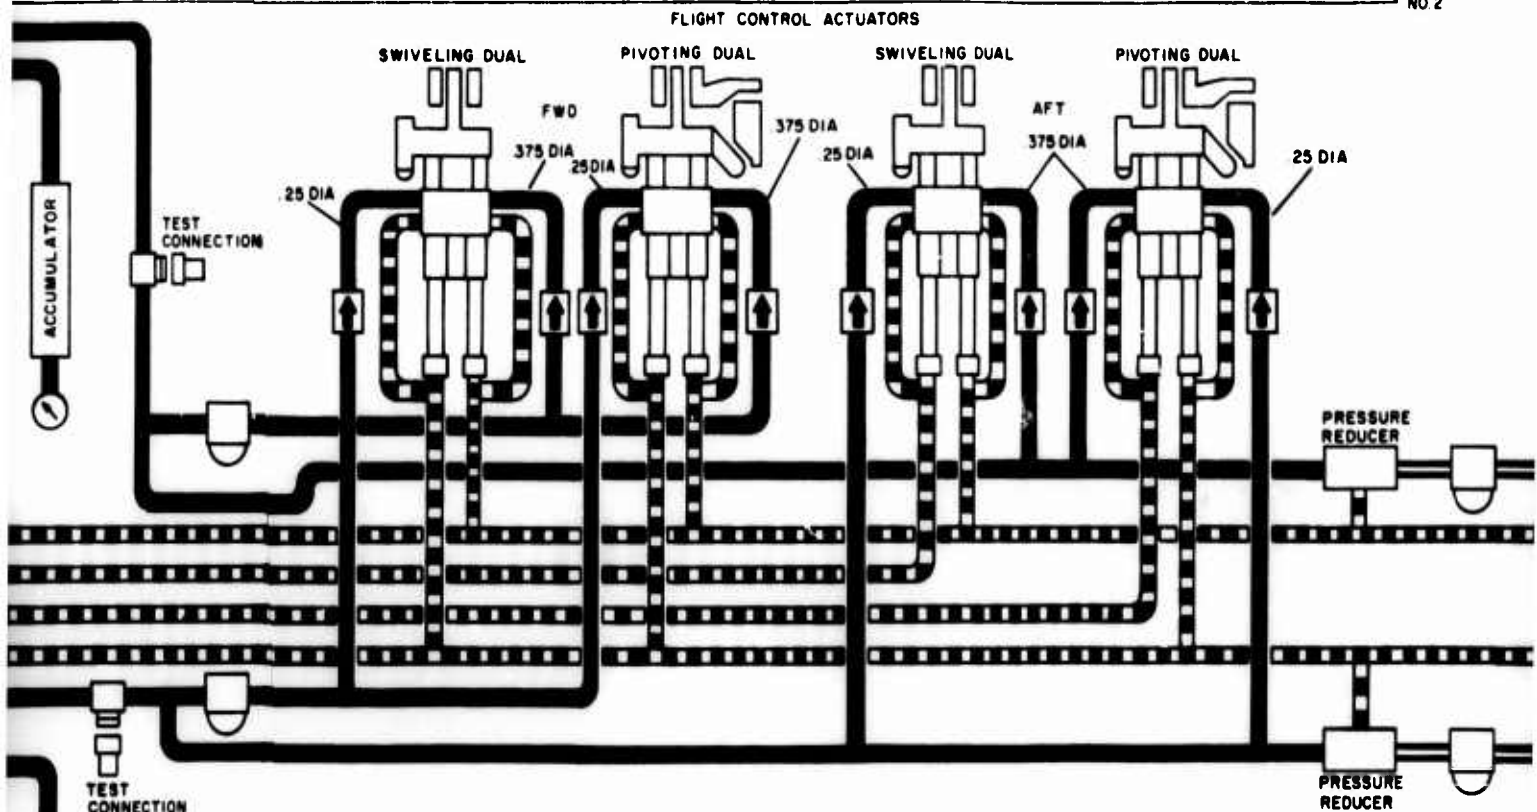 NO. 2
FLIGHT CONTROL ACTUATORS
SWIVELING DUAL
PIVOTING DUAL
SWIVELING DUAL
PIVOTING DUAL
FWD
AFT
.375 DIA
.375 DIA
.375 DIA
.25 DIA
.25 DIA
.25 DIA
.25 DIA
ACCUMULATOR
TEST
CONNECTION
PRESSURE
REDUCER
TEST
CONNECTION
PRESSURE
REDUCER